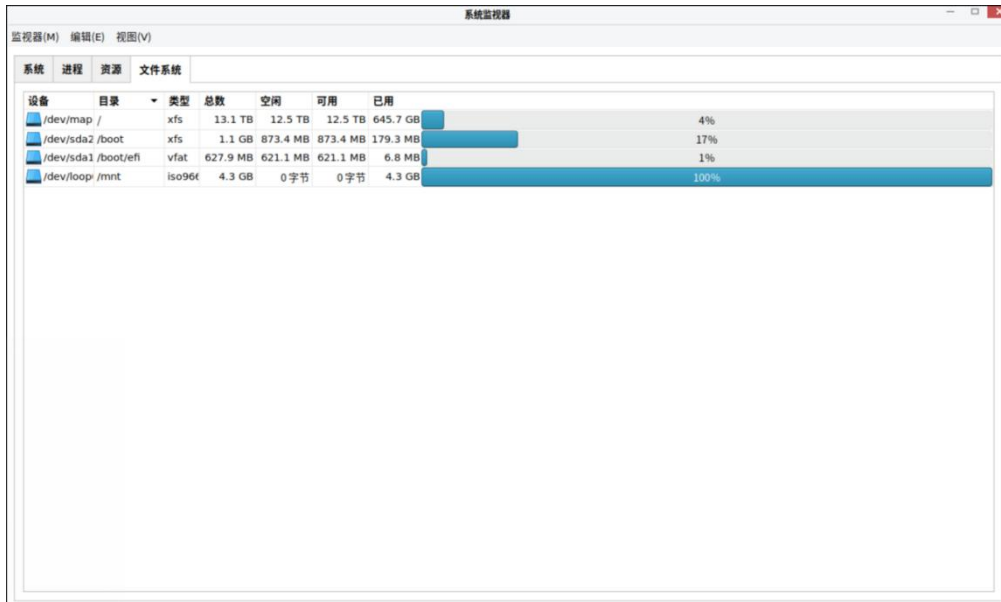 系统监视器
监视器(M) 编辑(E) 视图(V)
系统 进程 资源 文件系统
设备 目录 类型 总数 空闲 可用 已用
/dev/map / xfs 13.1 TB 12.5 TB 12.5 TB 645.7 GB 4%
/dev/sda2 /boot xfs 1.1 GB 873.4 MB 873.4 MB 179.3 MB 17%
/dev/sda1 /boot/efi vfat 627.9 MB 621.1 MB 621.1 MB 6.8 MB 1%
/dev/loop /mnt iso966 4.3 GB 0字节 0字节 4.3 GB 100%